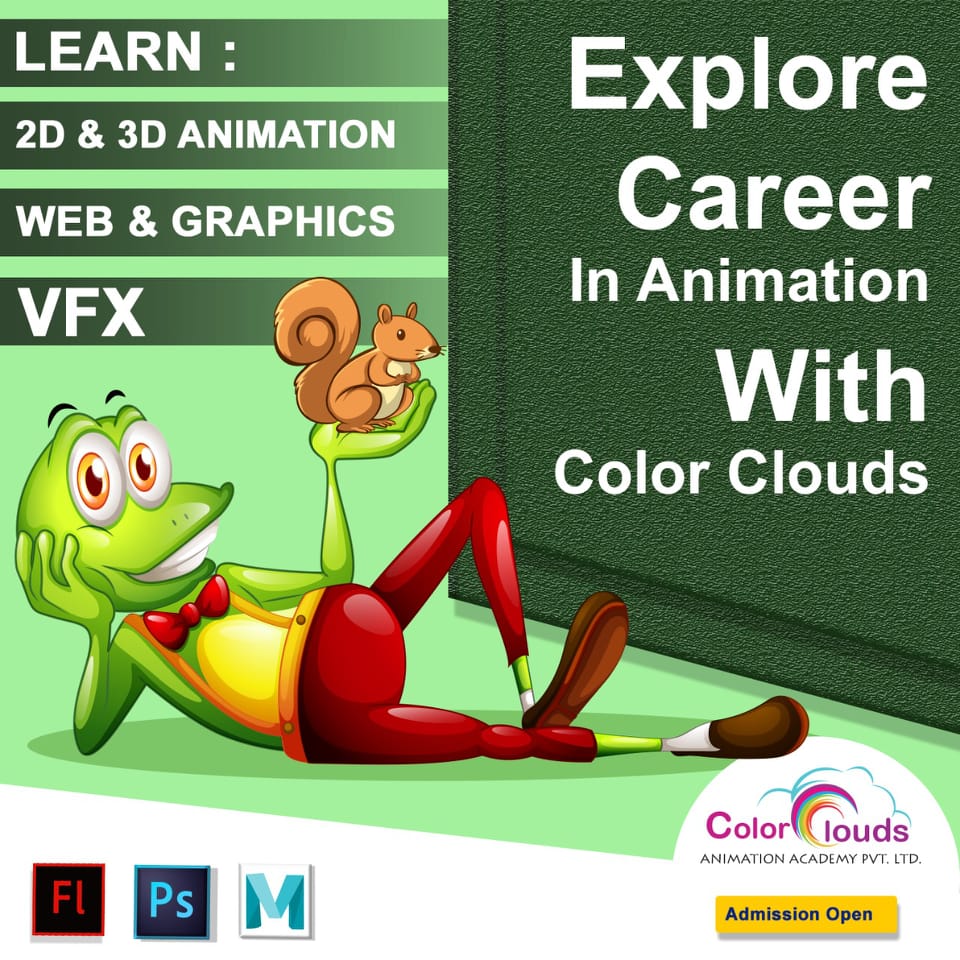 LEARN :
2D & 3D ANIMATION
WEB & GRAPHICS
VFX
Explore
Career
In Animation
With
Color Clouds
Color Clouds
ANIMATION ACADEMY PVT. LTD.
Fl
Ps
M
Admission Open